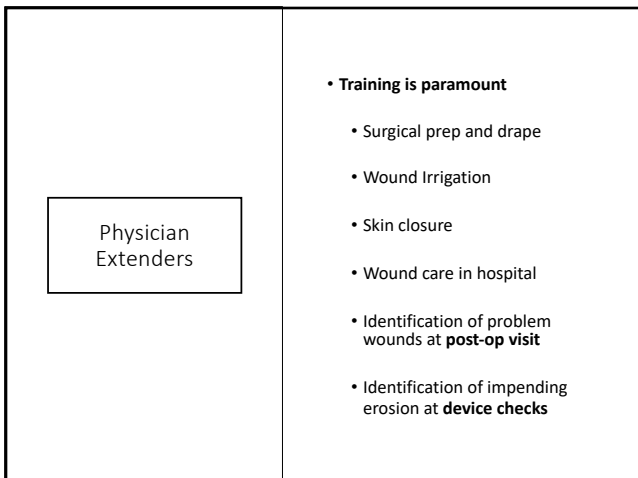 Physician
Extenders
• Training is paramount
• Surgical prep and drape
• Wound Irrigation
• Skin closure
• Wound care in hospital
• Identification of problem
wounds at post-op visit
• Identification of impending
erosion at device checks